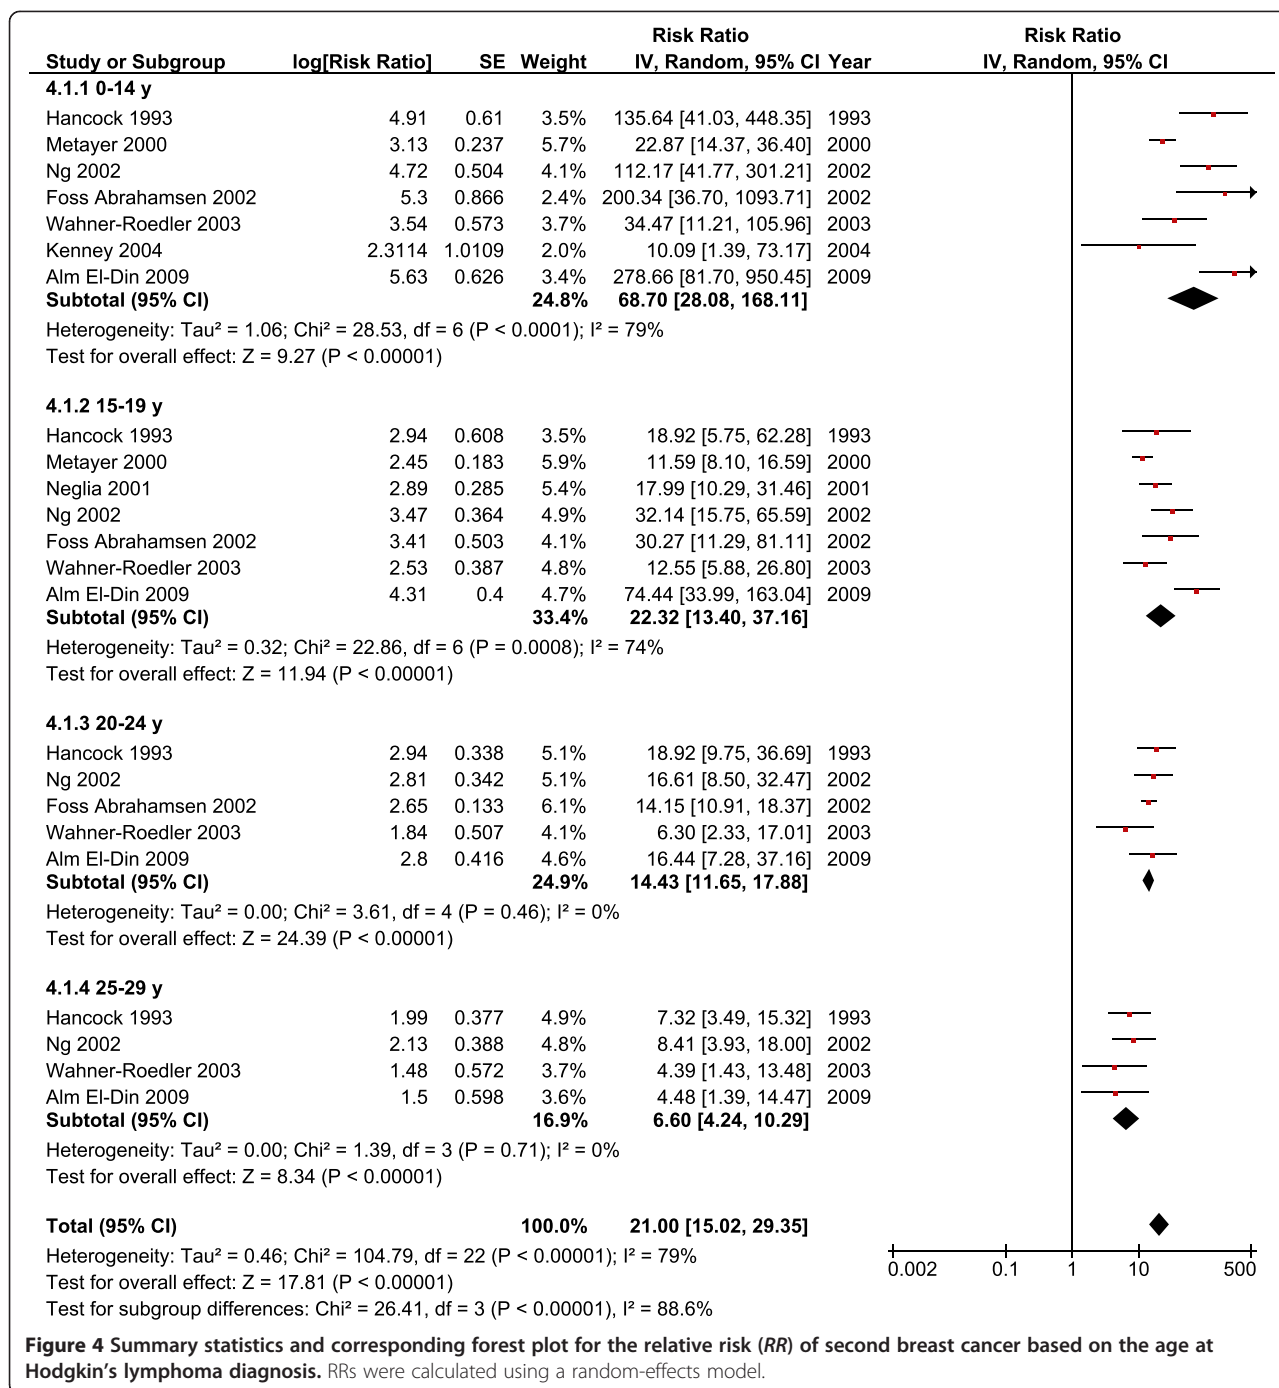 Risk Ratio Risk Ratio
Study or Subgroup log[Risk Ratio] SE Weight IV, Random, 95% CI Year IV, Random, 95% CI
4.1.1 0-14 y
Hancock 1993 4.91 0.61 3.5% 135.64 [41.03, 448.35] 1993
Metayer 2000 3.13 0.237 5.7% 22.87 [14.37, 36.40] 2000
Ng 2002 4.72 0.504 4.1% 112.17 [41.77, 301.21] 2002
Foss Abrahamsen 2002 5.3 0.866 2.4% 200.34 [36.70, 1093.71] 2002
Wahner-Roedler 2003 3.54 0.573 3.7% 34.47 [11.21, 105.96] 2003
Kenney 2004 2.3114 1.0109 2.0% 10.09 [1.39, 73.17] 2004
Alm El-Din 2009 5.63 0.626 3.4% 278.66 [81.70, 950.45] 2009
Subtotal (95% CI) 24.8% 68.70 [28.08, 168.11]
Heterogeneity: Tau² = 1.06; Chi² = 28.53, df = 6 (P < 0.0001); I² = 79%
Test for overall effect: Z = 9.27 (P < 0.00001)
4.1.2 15-19 y
Hancock 1993 2.94 0.608 3.5% 18.92 [5.75, 62.28] 1993
Metayer 2000 2.45 0.183 5.9% 11.59 [8.10, 16.59] 2000
Neglia 2001 2.89 0.285 5.4% 17.99 [10.29, 31.46] 2001
Ng 2002 3.47 0.364 4.9% 32.14 [15.75, 65.59] 2002
Foss Abrahamsen 2002 3.41 0.503 4.1% 30.27 [11.29, 81.11] 2002
Wahner-Roedler 2003 2.53 0.387 4.8% 12.55 [5.88, 26.80] 2003
Alm El-Din 2009 4.31 0.4 4.7% 74.44 [33.99, 163.04] 2009
Subtotal (95% CI) 33.4% 22.32 [13.40, 37.16]
Heterogeneity: Tau² = 0.32; Chi² = 22.86, df = 6 (P = 0.0008); I² = 74%
Test for overall effect: Z = 11.94 (P < 0.00001)
4.1.3 20-24 y
Hancock 1993 2.94 0.338 5.1% 18.92 [9.75, 36.69] 1993
Ng 2002 2.81 0.342 5.1% 16.61 [8.50, 32.47] 2002
Foss Abrahamsen 2002 2.65 0.133 6.1% 14.15 [10.91, 18.37] 2002
Wahner-Roedler 2003 1.84 0.507 4.1% 6.30 [2.33, 17.01] 2003
Alm El-Din 2009 2.8 0.416 4.6% 16.44 [7.28, 37.16] 2009
Subtotal (95% CI) 24.9% 14.43 [11.65, 17.88]
Heterogeneity: Tau² = 0.00; Chi² = 3.61, df = 4 (P = 0.46); I² = 0%
Test for overall effect: Z = 24.39 (P < 0.00001)
4.1.4 25-29 y
Hancock 1993 1.99 0.377 4.9% 7.32 [3.49, 15.32] 1993
Ng 2002 2.13 0.388 4.8% 8.41 [3.93, 18.00] 2002
Wahner-Roedler 2003 1.48 0.572 3.7% 4.39 [1.43, 13.48] 2003
Alm El-Din 2009 1.5 0.598 3.6% 4.48 [1.39, 14.47] 2009
Subtotal (95% CI) 16.9% 6.60 [4.24, 10.29]
Heterogeneity: Tau² = 0.00; Chi² = 1.39, df = 3 (P = 0.71); I² = 0%
Test for overall effect: Z = 8.34 (P < 0.00001)
Total (95% CI) 100.0% 21.00 [15.02, 29.35]
Heterogeneity: Tau² = 0.46; Chi² = 104.79, df = 22 (P < 0.00001); I² = 79%
Test for overall effect: Z = 17.81 (P < 0.00001)
Test for subgroup differences: Chi² = 26.41, df = 3 (P < 0.00001), I² = 88.6%
0.002 0.1 1 10 500
Figure 4 Summary statistics and corresponding forest plot for the relative risk (RR) of second breast cancer based on the age at
Hodgkin's lymphoma diagnosis. RRs were calculated using a random-effects model.